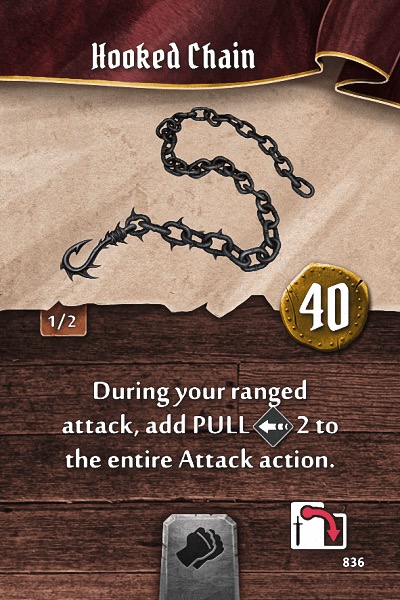 Hooked Chain
1/2
40
During your ranged
attack, add PULL 2 to
the entire Attack action.
836